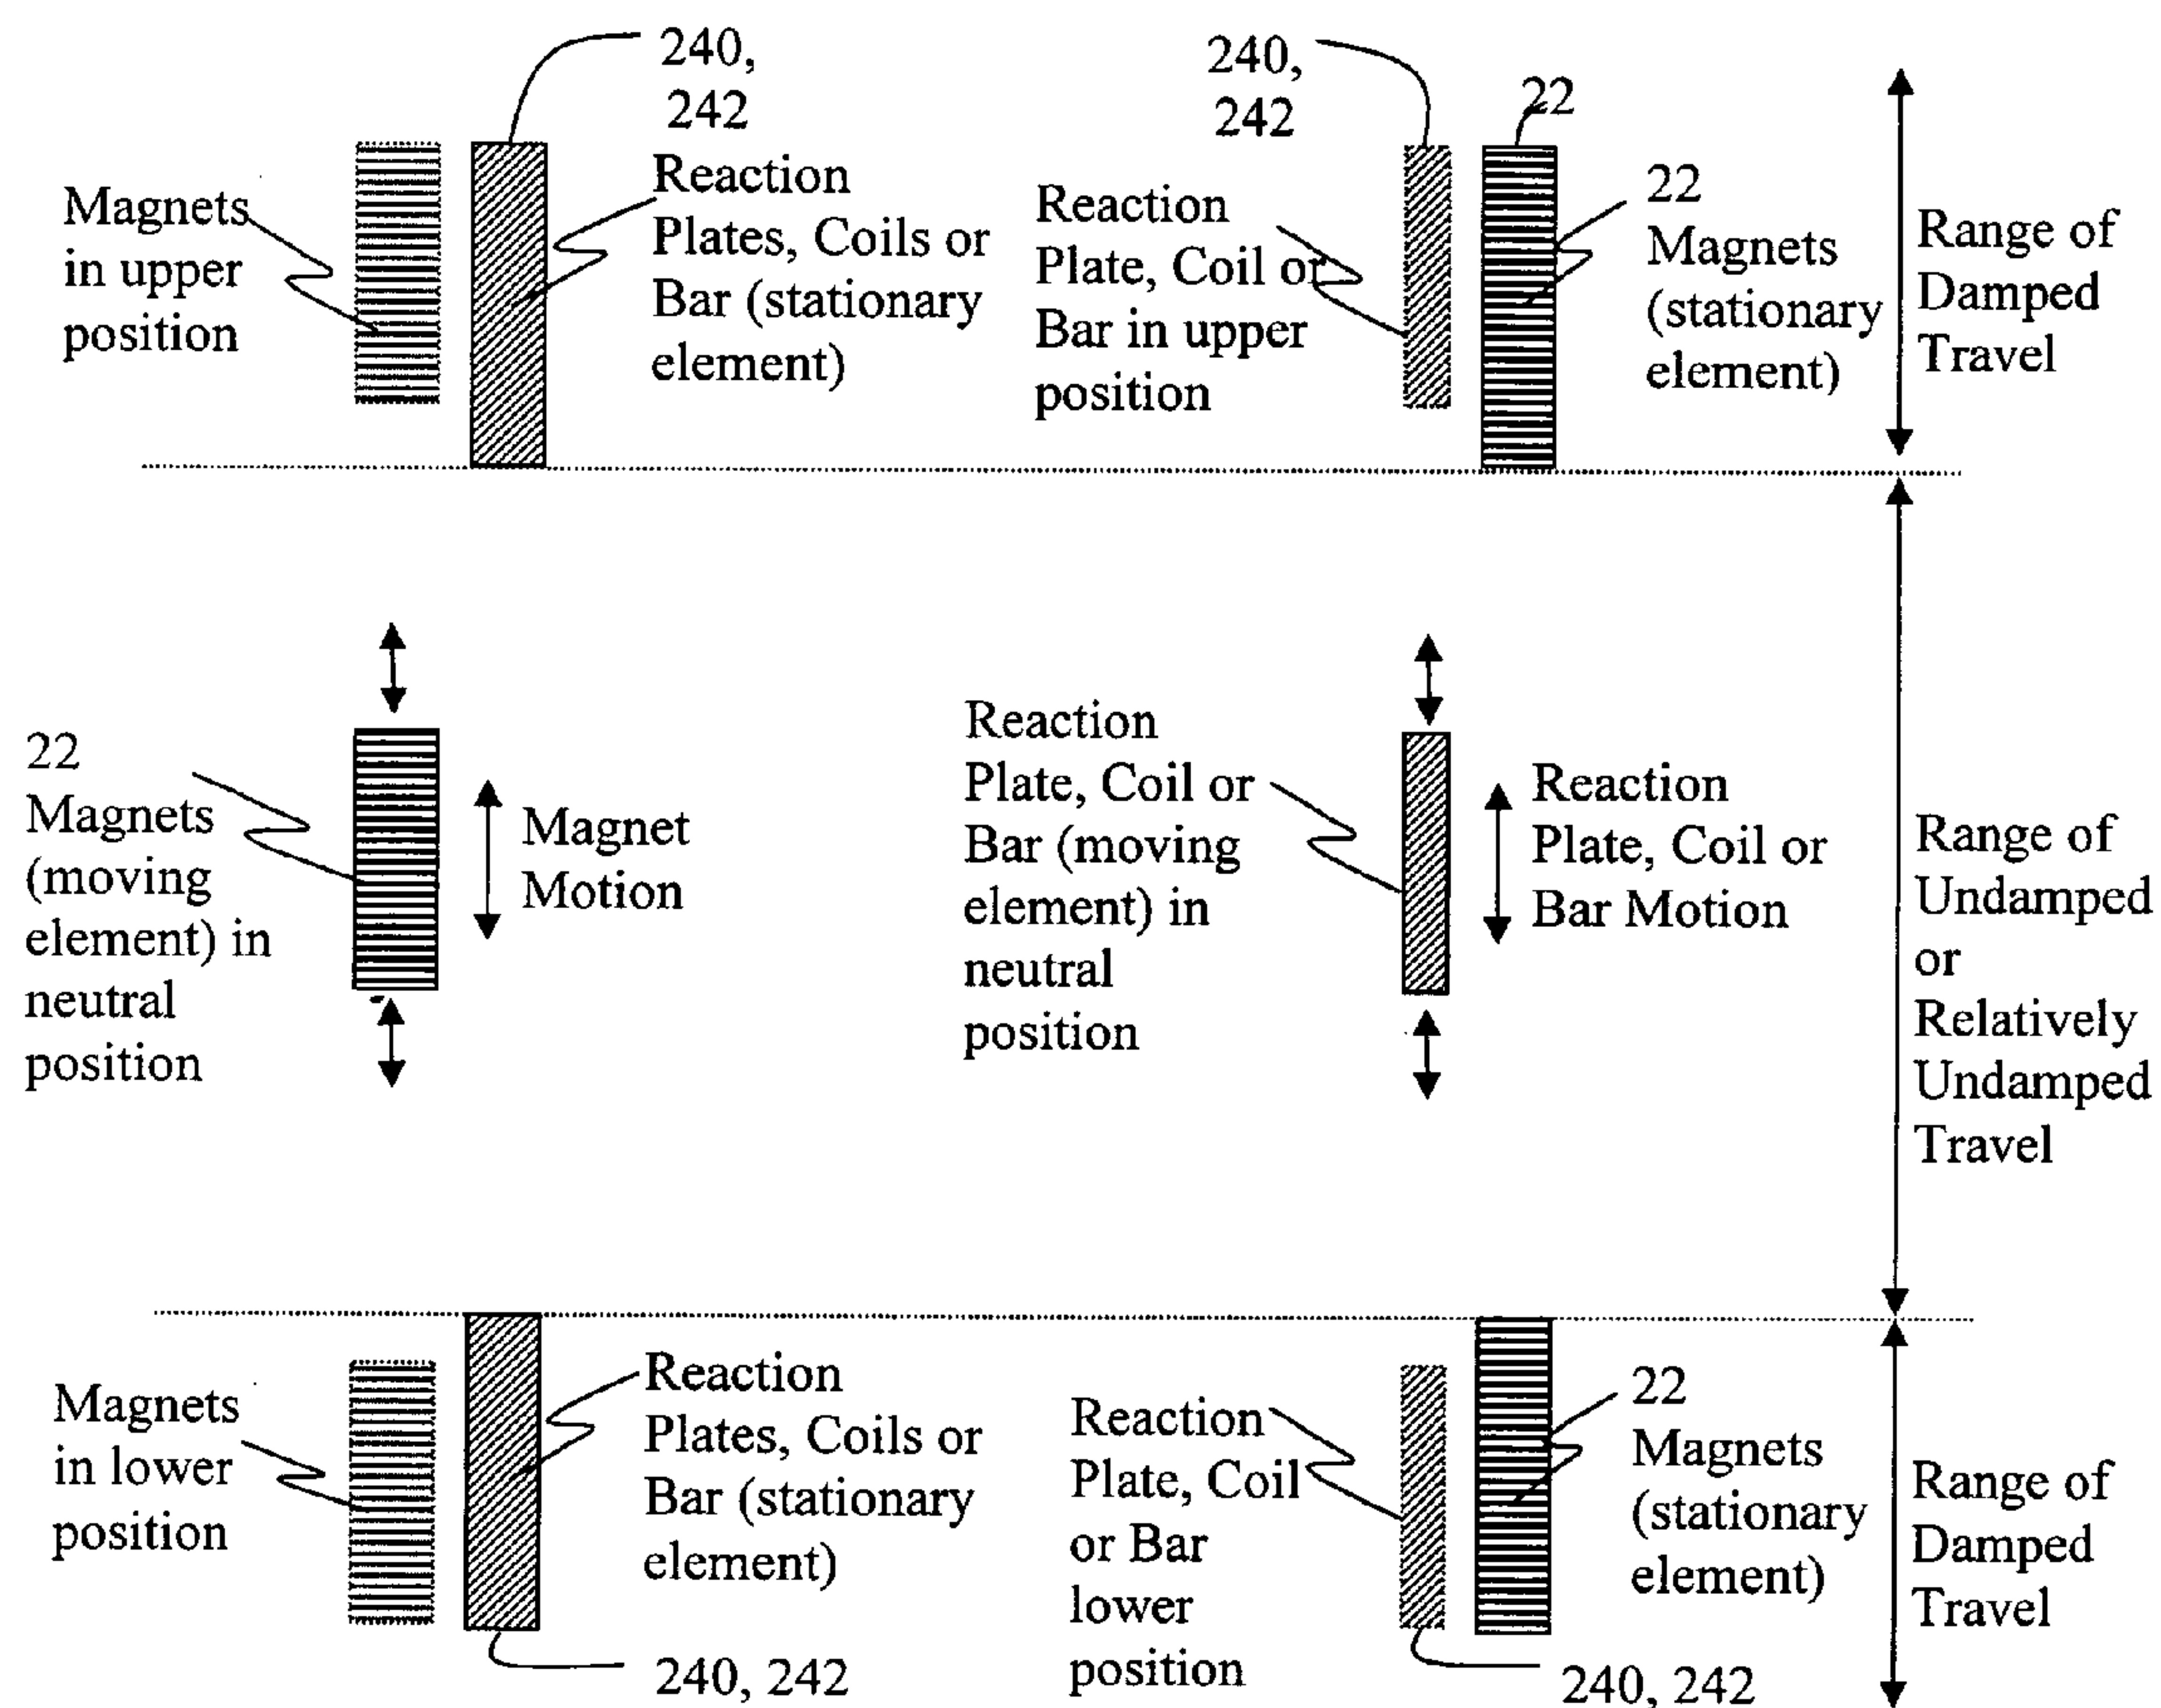 240,
242
Reaction
Plates, Coils or
Bar (stationary
element)
Magnets
in upper
position
240,
242
Reaction
Plate, Coil or
Bar in upper
position
22
22
Magnets
(stationary
element)
Range of
Damped
Travel
22
Magnets
(moving
element) in
neutral
position
Magnet
Motion
Reaction
Plate, Coil or
Bar (moving
element) in
neutral
position
Reaction
Plate, Coil or
Bar Motion
Range of
Undamped
or
Relatively
Undamped
Travel
Magnets
in lower
position
Reaction
Plates, Coils or
Bar (stationary
element)
240, 242
Reaction
Plate, Coil
or Bar
lower
position
22
Magnets
(stationary
element)
240, 242
Range of
Damped
Travel